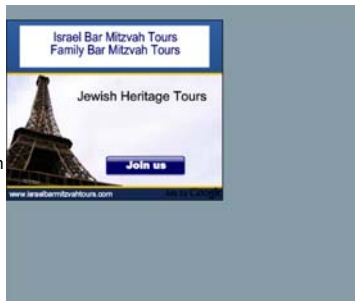 Israel Bar Mitzvah Tours
Family Bar Mitzvah Tours
Jewish Heritage Tours
Join us
www.israelbarmitzvahtours.com